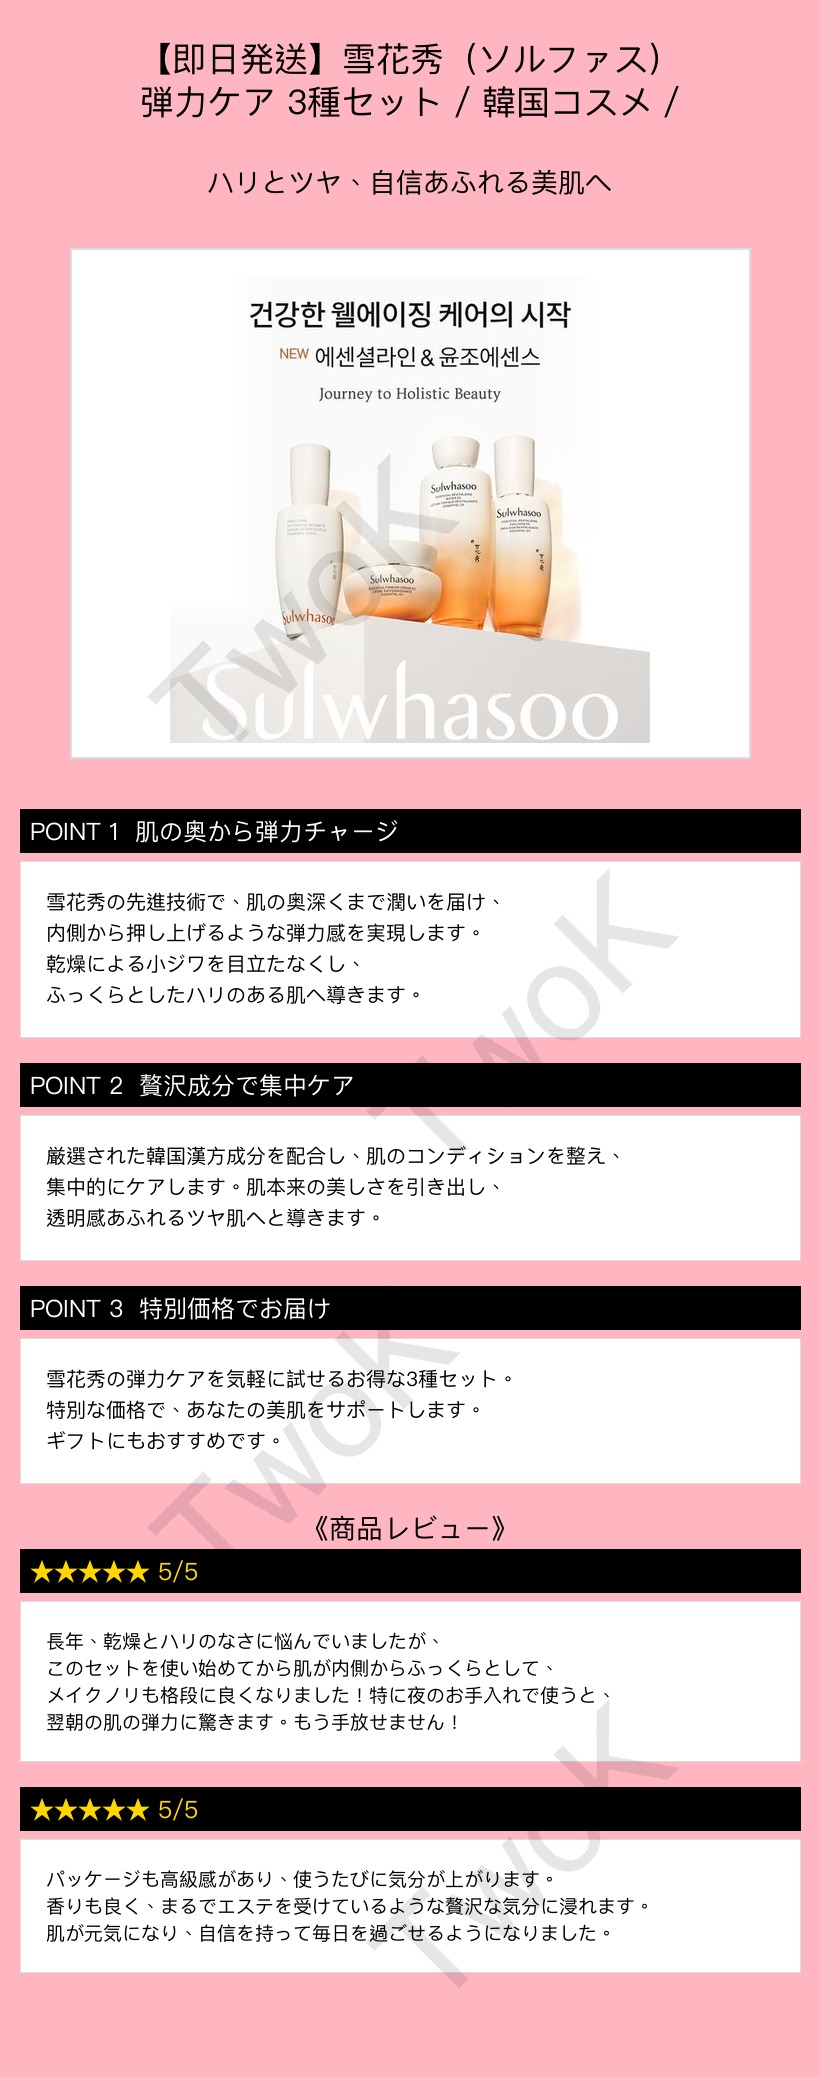 【即日発送】雪花秀（ソルファス）
弾力ケア 3種セット / 韓国コスメ /
ハリとツヤ、自信あふれる美肌へ
건강한 웰에이징 케어의 시작
NEW 에센셜라인 & 윤조에센스
Journey to Holistic Beauty
Sulwhasoo
Sulwhasoo
Sulwhasoo
Sulwhasoo
Sulwhasoo
TwoK
POINT 1 肌の奥から弾力チャージ
雪花秀の先進技術で、肌の奥深くまで潤いを届け、
内側から押し上げるような弾力感を実現します。
乾燥による小ジワを目立たなくし、
ふっくらとしたハリのある肌へ導きます。
TwoK
POINT 2 贅沢成分で集中ケア
厳選された韓国漢方成分を配合し、肌のコンディションを整え、
集中的にケアします。肌本来の美しさを引き出し、
透明感あふれるツヤ肌へと導きます。
POINT 3 特別価格でお届け
雪花秀の弾力ケアを気軽に試せるお得な3種セット。
特別な価格で、あなたの美肌をサポートします。
ギフトにもおすすめです。
TwoK
《商品レビュー》
★★★★★ 5/5
長年、乾燥とハリのなさに悩んでいましたが、
このセットを使い始めてから肌が内側からふっくらとして、
メイクノリも格段に良くなりました！特に夜のお手入れで使うと、
翌朝の肌の弾力に驚きます。もう手放せません！
★★★★★ 5/5
パッケージも高級感があり、使うたびに気分が上がります。
香りも良く、まるでエステを受けているような贅沢な気分に浸れます。
肌が元気になり、自信を持って毎日を過ごせるようになりました。
TwoK